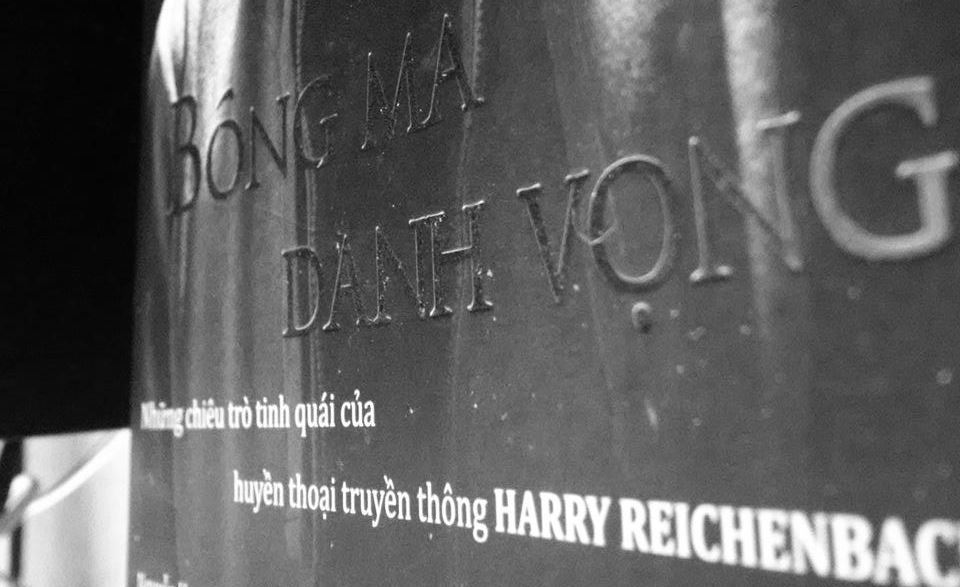 BÓNG MA
DANH VỌNG
Những chiêu trò tinh quái của
huyền thoại truyền thông HARRY REICHENBAC